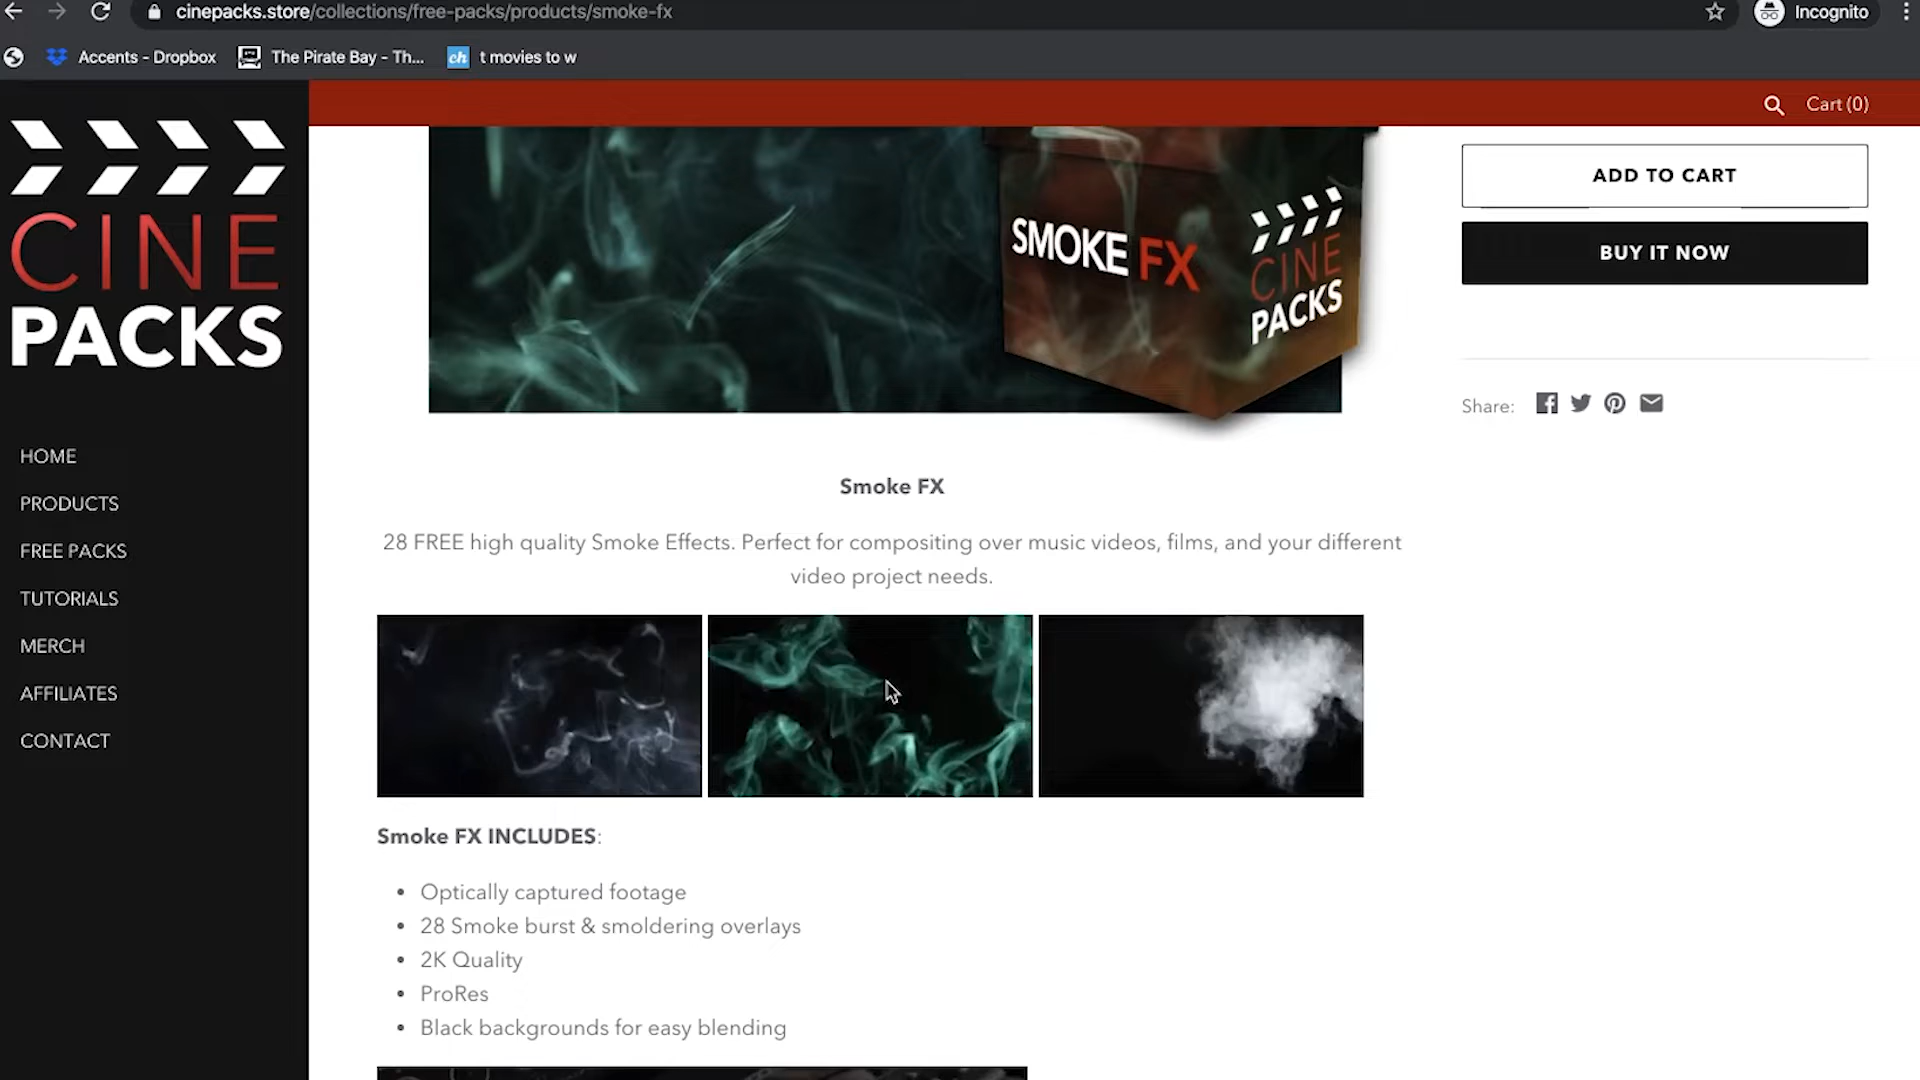 cinepacks.store/collections/free-packs/products/smoke-fx
Incognito
Accents - Dropbox
The Pirate Bay - Th...
ch
t movies to w
Cart (0)
CINE
PACKS
HOME
PRODUCTS
FREE PACKS
TUTORIALS
MERCH
AFFILIATES
CONTACT
SMOKE FX
CINE
PACKS
ADD TO CART
BUY IT NOW
Share:
Smoke FX
28 FREE high quality Smoke Effects. Perfect for compositing over music videos, films, and your different
video project needs.
Smoke FX INCLUDES:
• Optically captured footage
• 28 Smoke burst & smoldering overlays
• 2K Quality
• ProRes
• Black backgrounds for easy blending